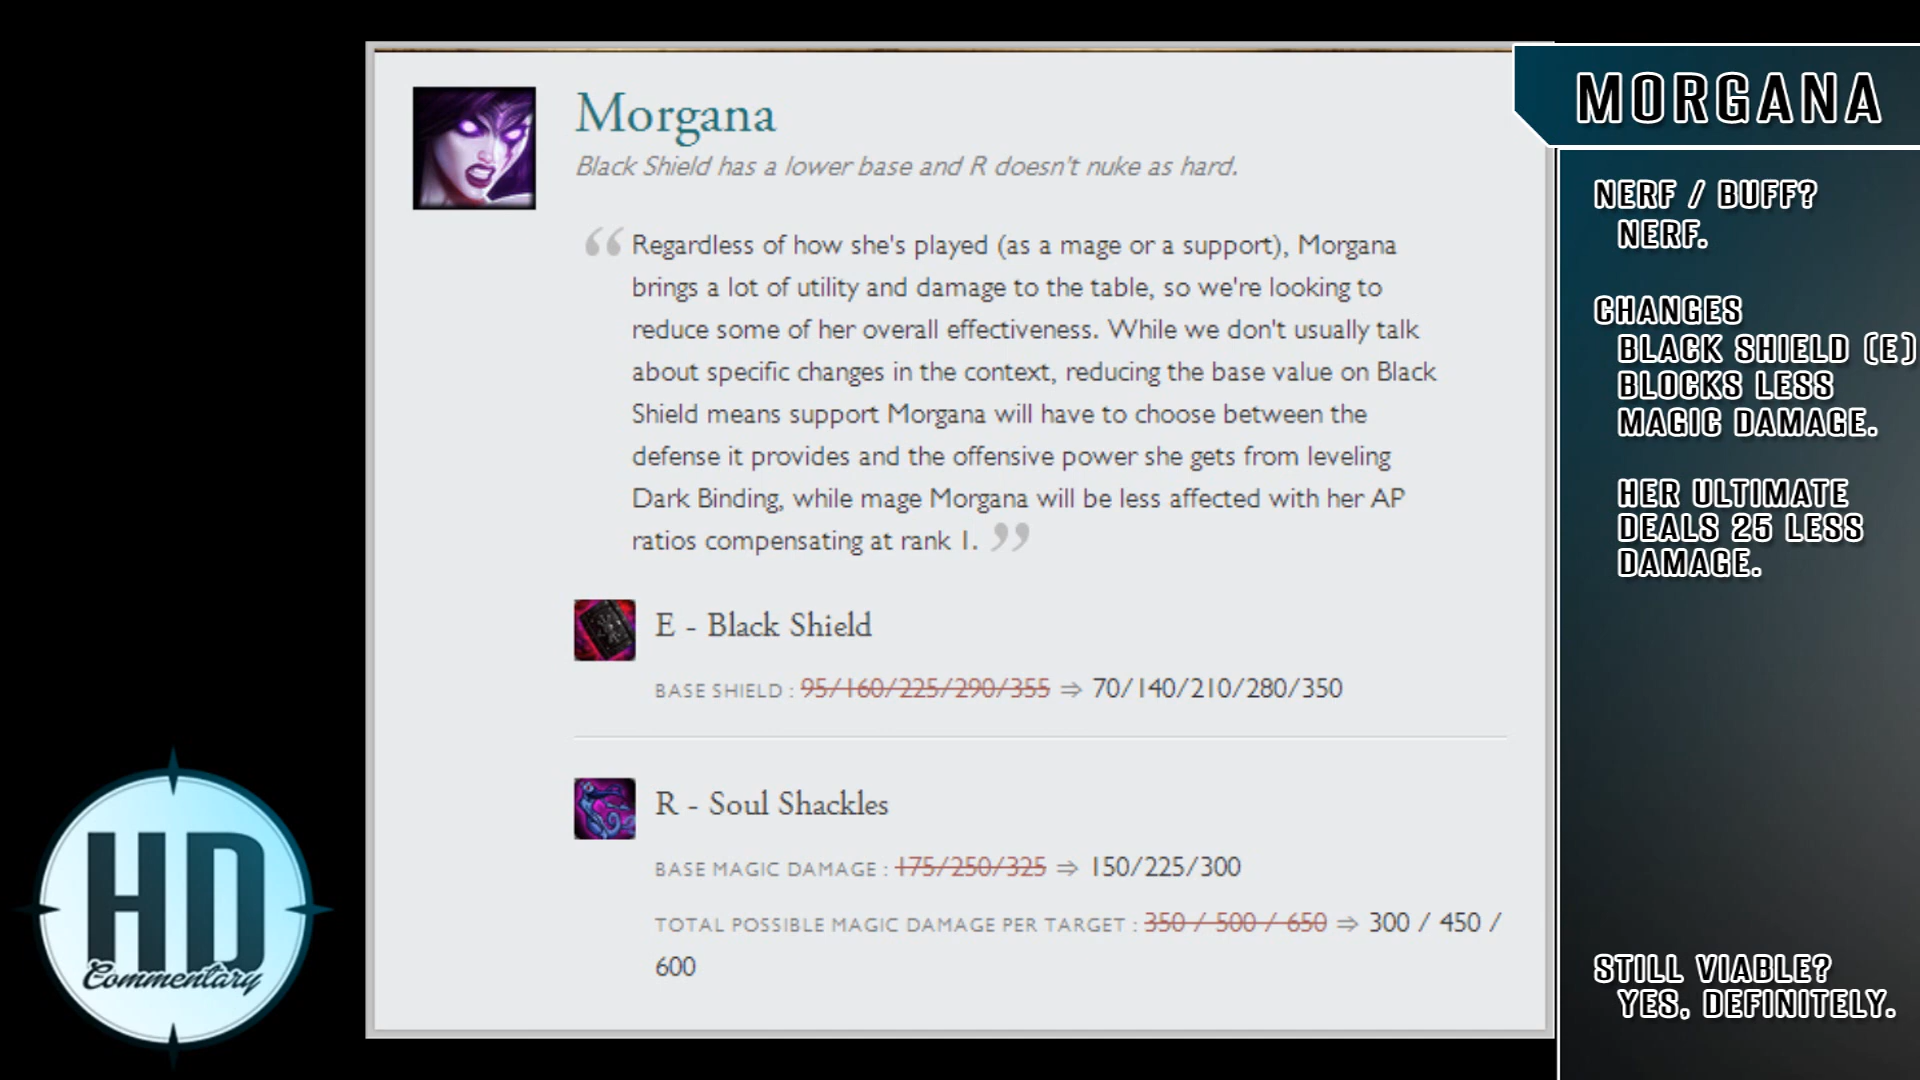 Morgana
Black Shield has a lower base and R doesn't nuke as hard.
“ Regardless of how she's played (as a mage or a support), Morgana
brings a lot of utility and damage to the table, so we're looking to
reduce some of her overall effectiveness. While we don't usually talk
about specific changes in the context, reducing the base value on Black
Shield means support Morgana will have to choose between the
defense it provides and the offensive power she gets from leveling
Dark Binding, while mage Morgana will be less affected with her AP
ratios compensating at rank 1. ”
E - Black Shield
BASE SHIELD : 95/160/225/290/355 ⇒ 70/140/210/280/350
R - Soul Shackles
BASE MAGIC DAMAGE : 175/250/325 ⇒ 150/225/300
TOTAL POSSIBLE MAGIC DAMAGE PER TARGET : 350 / 500 / 650 ⇒ 300 / 450 /
600
MORGANA
NERF / BUFF?
NERF.
CHANGES
BLACK SHIELD (E)
BLOCKS LESS
MAGIC DAMAGE.
HER ULTIMATE
DEALS 25 LESS
DAMAGE.
STILL VIABLE?
YES, DEFINITELY.
HD
Commentary